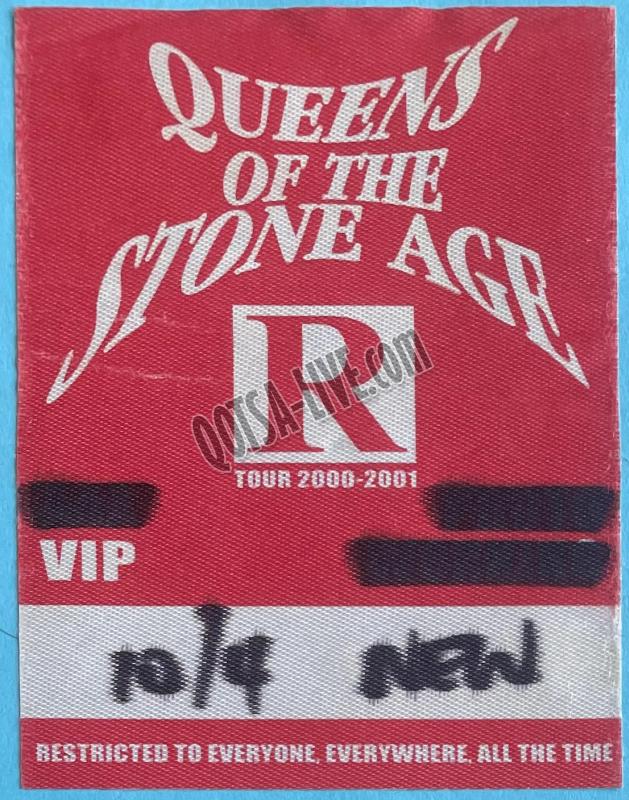 QUEENS
OF THE
STONE AGE
R
QOTSA-LIVE.com
TOUR 2000-2001
VIP
10/9 NEW
RESTRICTED TO EVERYONE, EVERYWHERE, ALL THE TIME